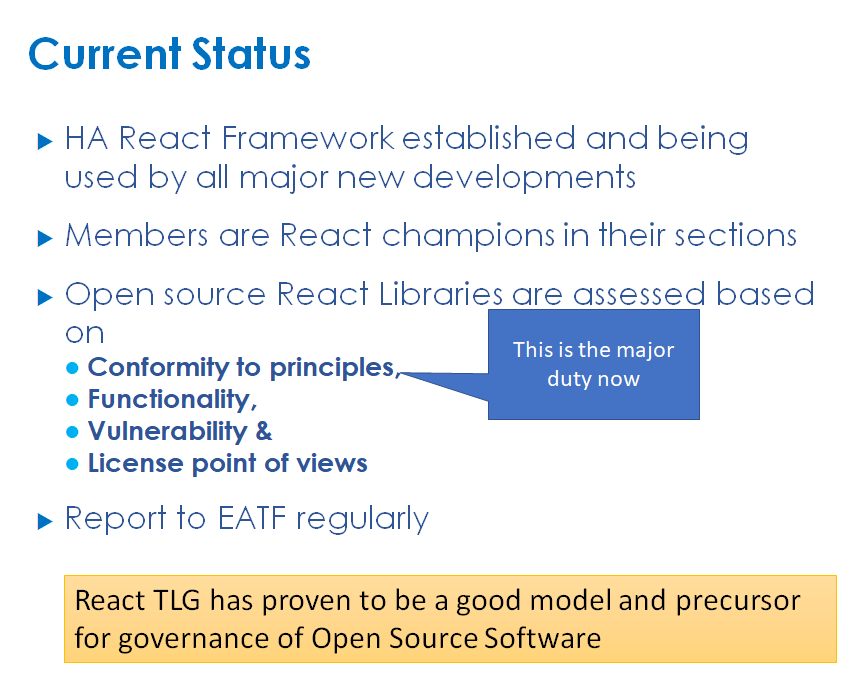 Current Status
HA React Framework established and being
used by all major new developments
Members are React champions in their sections
Open source React Libraries are assessed based
on
Conformity to principles,
This is the major
duty now
Functionality,
Vulnerability &
License point of views
Report to EATF regularly
React TLG has proven to be a good model and precursor
for governance of Open Source Software